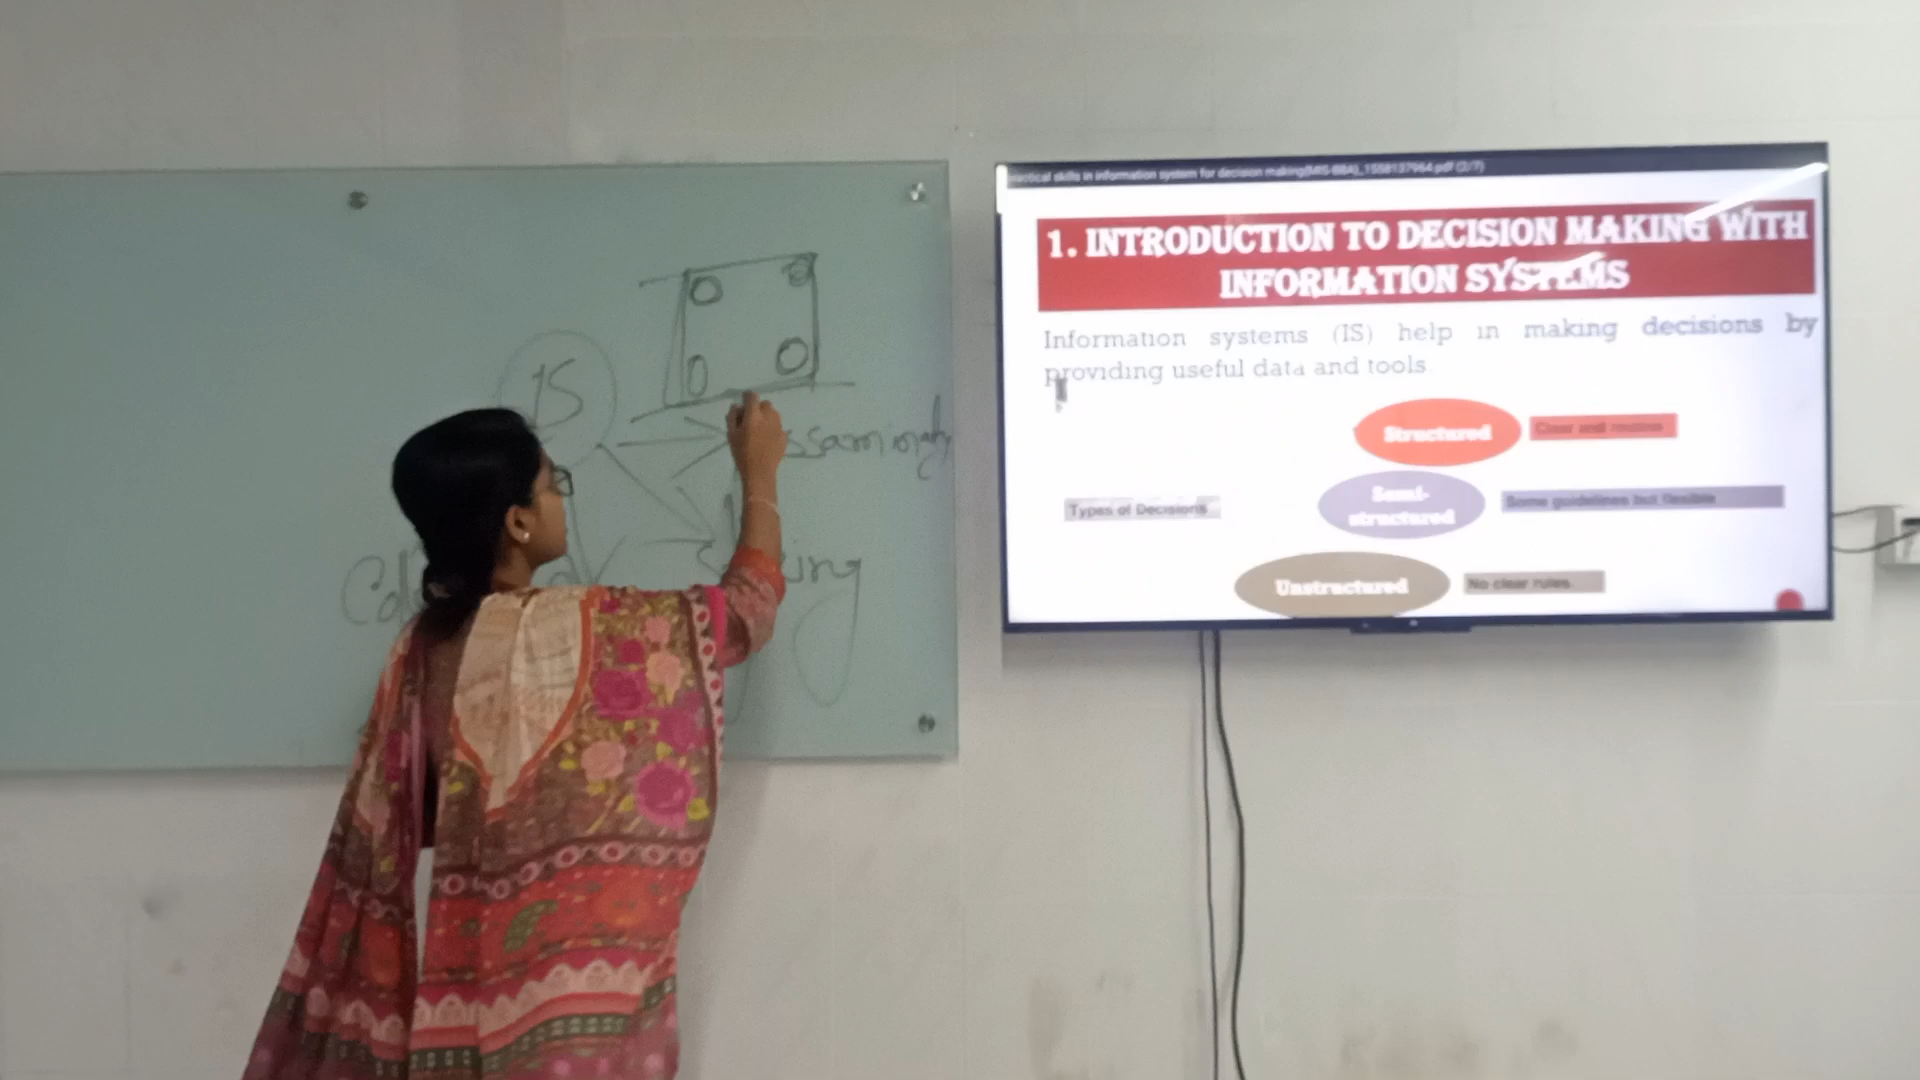 IS
1. INTRODUCTION TO DECISION MAKING WITH
INFORMATION SYSTEMS
Information systems (IS) help in making decisions by
providing useful data and tools
Structured
Clear and routine
Types of Decisions
Semi-
structured
Some guidelines but flexible
Unstructured
No clear rules.